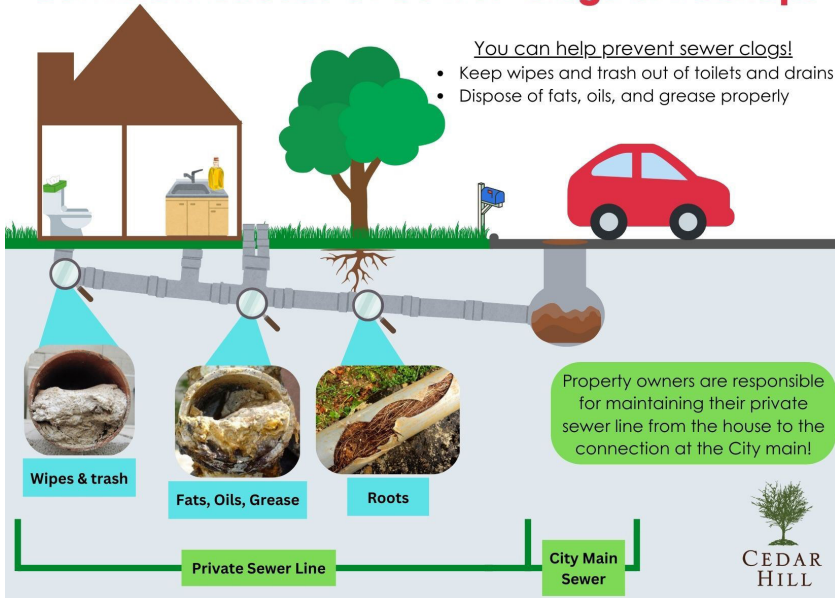 You can help prevent sewer clogs!
• Keep wipes and trash out of toilets and drains
• Dispose of fats, oils, and grease properly
Property owners are responsible
for maintaining their private
sewer line from the house to the
connection at the City main!
Wipes & trash
Fats, Oils, Grease
Roots
Private Sewer Line
City Main
Sewer
CEDAR
HILL